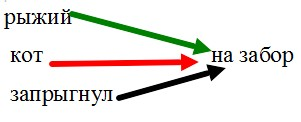 рыжий
кот
запрыгнул
на забор